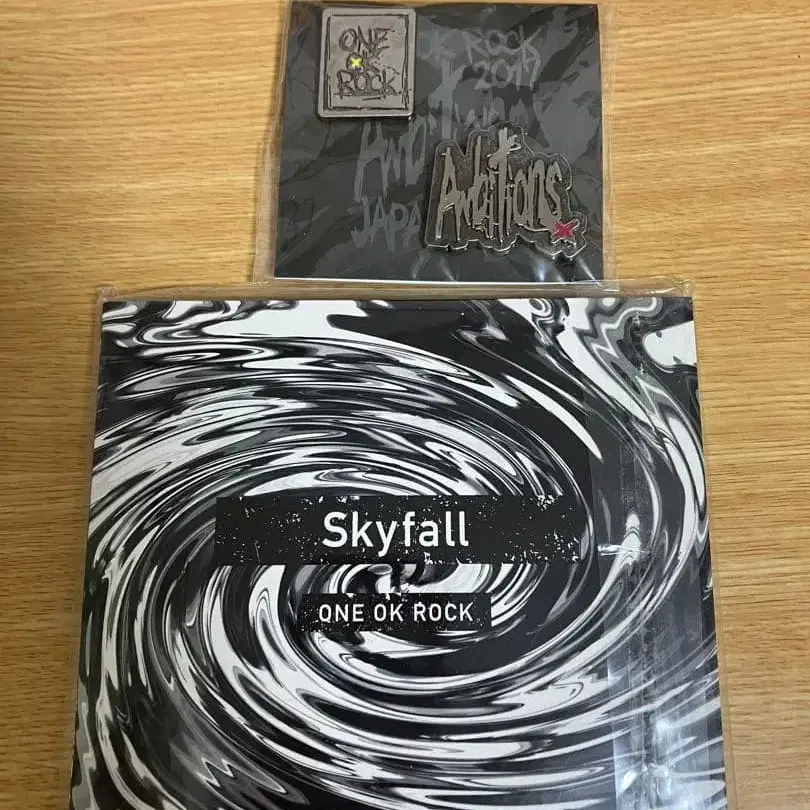 ONE
OK
ROCK
OK ROCK
2017
Ambitions
JAPA
Ambitions
Skyfall
ONE OK ROCK